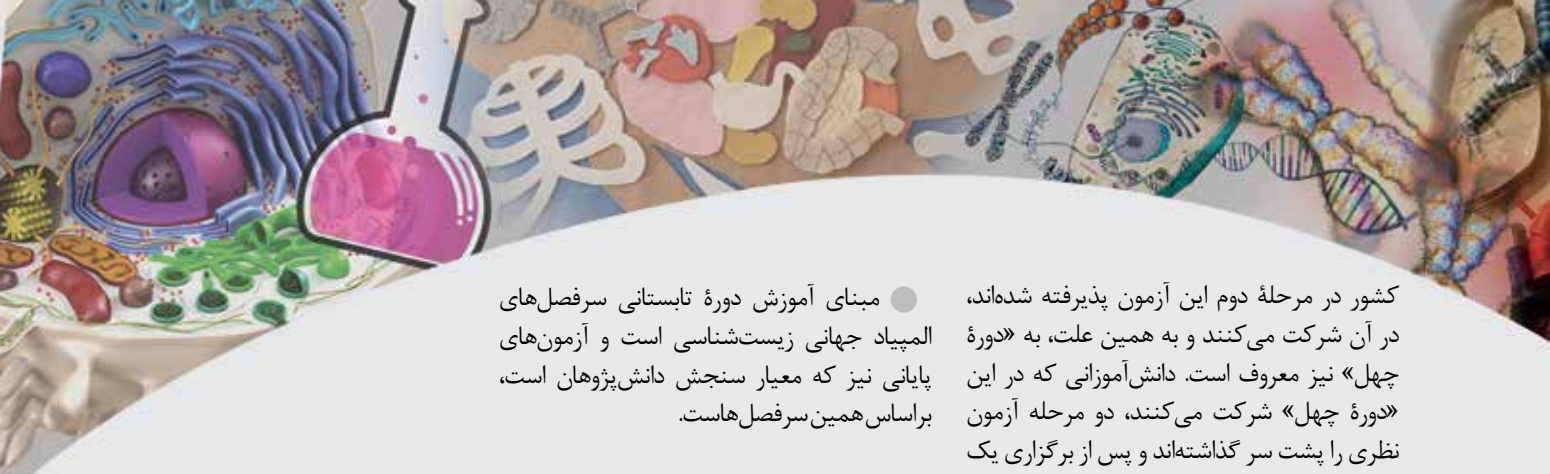 کشور در مرحلهٔ دوم این آزمون پذیرفته شده‌اند،
در آن شرکت می‌کنند و به همین علت، به «دورهٔ
چهل» نیز معروف است. دانش‌آموزانی که در این
«دورهٔ چهل» شرکت می‌کنند، دو مرحله آزمون
نظری را پشت سر گذاشته‌اند و پس از برگزاری یک
● مبنای آموزش دورهٔ تابستانی سرفصل‌های
المپیاد جهانی زیست‌شناسی است و آزمون‌های
پایانی نیز که معیار سنجش دانش‌پژوهان است،
براساس همین سرفصل‌هاست.